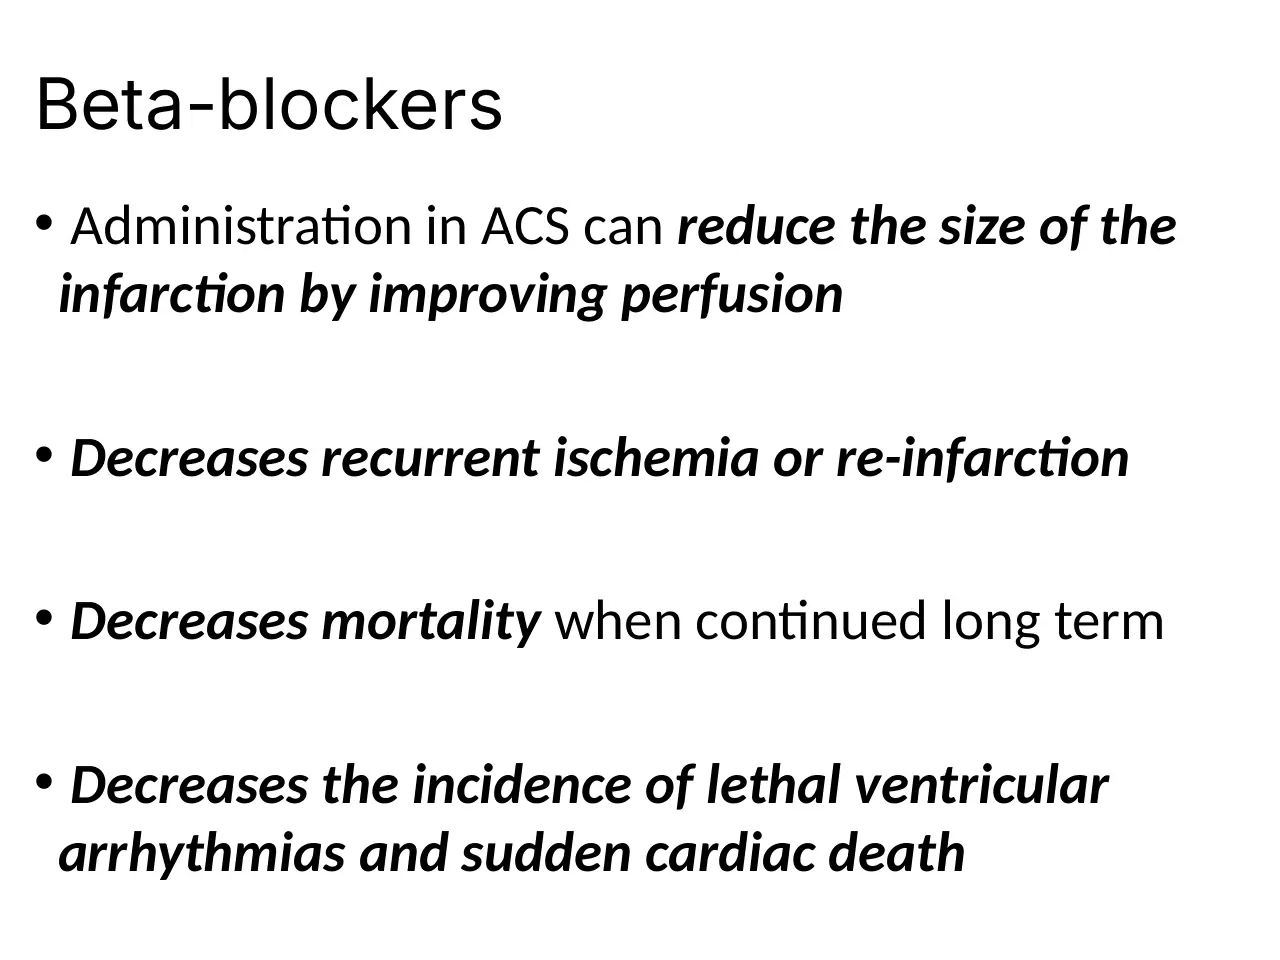 Beta-blockers
• Administration in ACS can reduce the size of the
infarction by improving perfusion
• Decreases recurrent ischemia or re-infarction
• Decreases mortality when continued long term
• Decreases the incidence of lethal ventricular
arrhythmias and sudden cardiac death